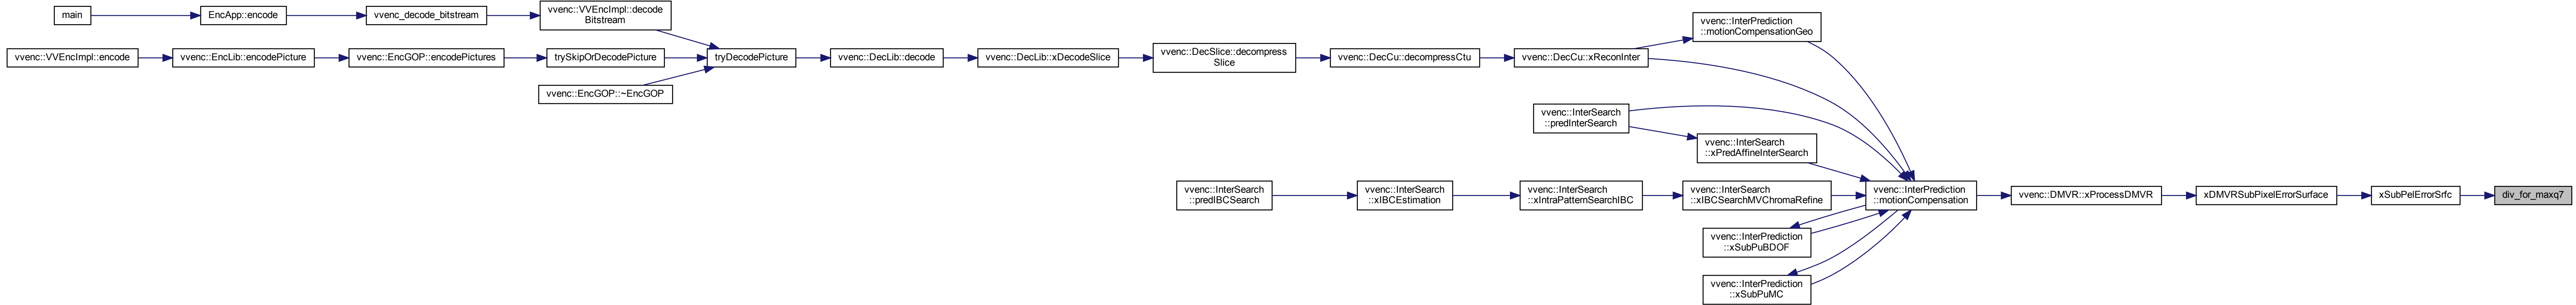 main
EncApp::encode
vvenc_decode_bitstream
vvenc::VVEncImpl::decode
Bitstream
vvenc::VVEncImpl::encode
vvenc::EncLib::encodePicture
vvenc::EncGOP::encodePictures
trySkipOrDecodePicture
vvenc::EncGOP::~EncGOP
tryDecodePicture
vvenc::DecLib::decode
vvenc::DecLib::xDecodeSlice
vvenc::DecSlice::decompress
Slice
vvenc::DecCu::decompressCtu
vvenc::DecCu::xReconInter
vvenc::InterPrediction
::motionCompensationGeo
vvenc::InterSearch
::predInterSearch
vvenc::InterSearch
::xPredAffineInterSearch
vvenc::InterSearch
::predIBCSearch
vvenc::InterSearch
::xIBCEstimation
vvenc::InterSearch
::xIntraPatternSearchIBC
vvenc::InterSearch
::xIBCSearchMVChromaRefine
vvenc::InterPrediction
::motionCompensation
vvenc::InterPrediction
::xSubPuBDOF
vvenc::InterPrediction
::xSubPuMC
vvenc::DMVR::xProcessDMVR
xDMVRSubPixelErrorSurface
xSubPelErrorSrfc
div_for_maxq7